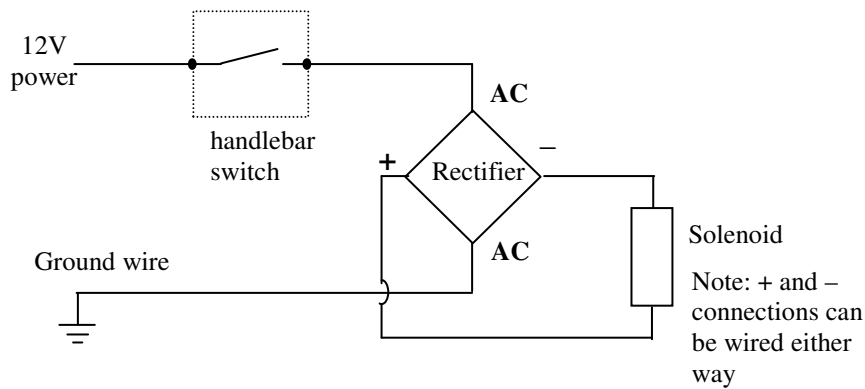 12V
power
handlebar
switch
AC
+
–
Rectifier
AC
Ground wire
Solenoid
Note: + and –
connections can
be wired either
way